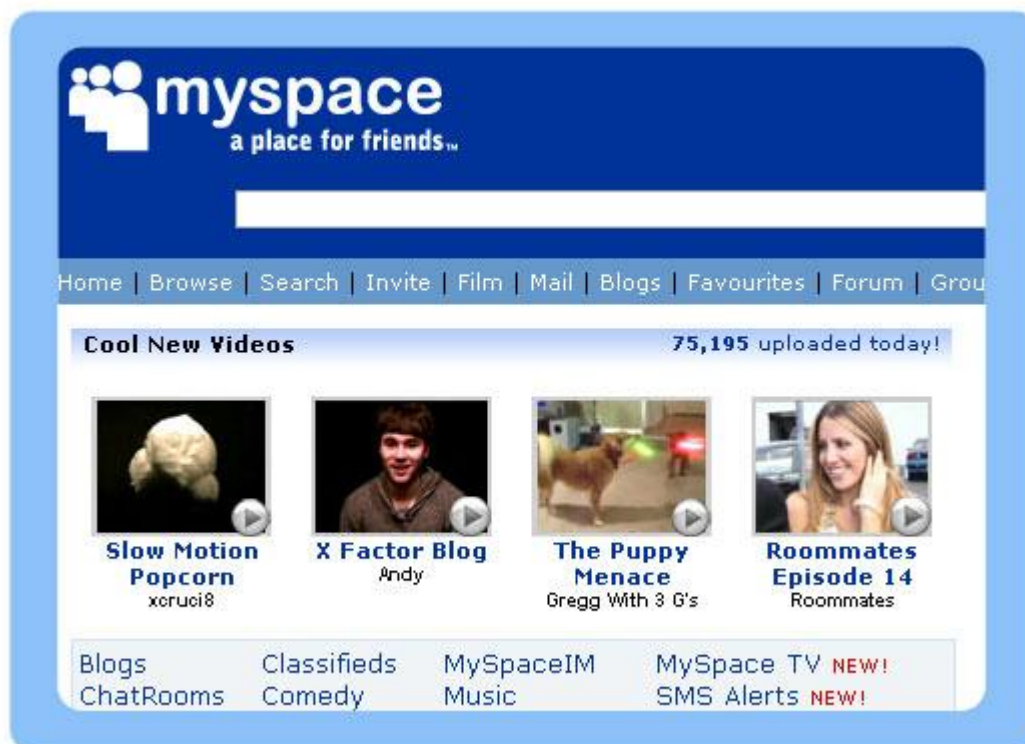 myspace
a place for friends™
Home | Browse | Search | Invite | Film | Mail | Blogs | Favourites | Forum | Grou
Cool New Videos 75,195 uploaded today!
Slow Motion Popcorn
xcruci8
X Factor Blog
Andy
The Puppy Menace
Gregg With 3 G's
Roommates Episode 14
Roommates
Blogs Classifieds MySpaceIM MySpace TV NEW!
ChatRooms Comedy Music SMS Alerts NEW!